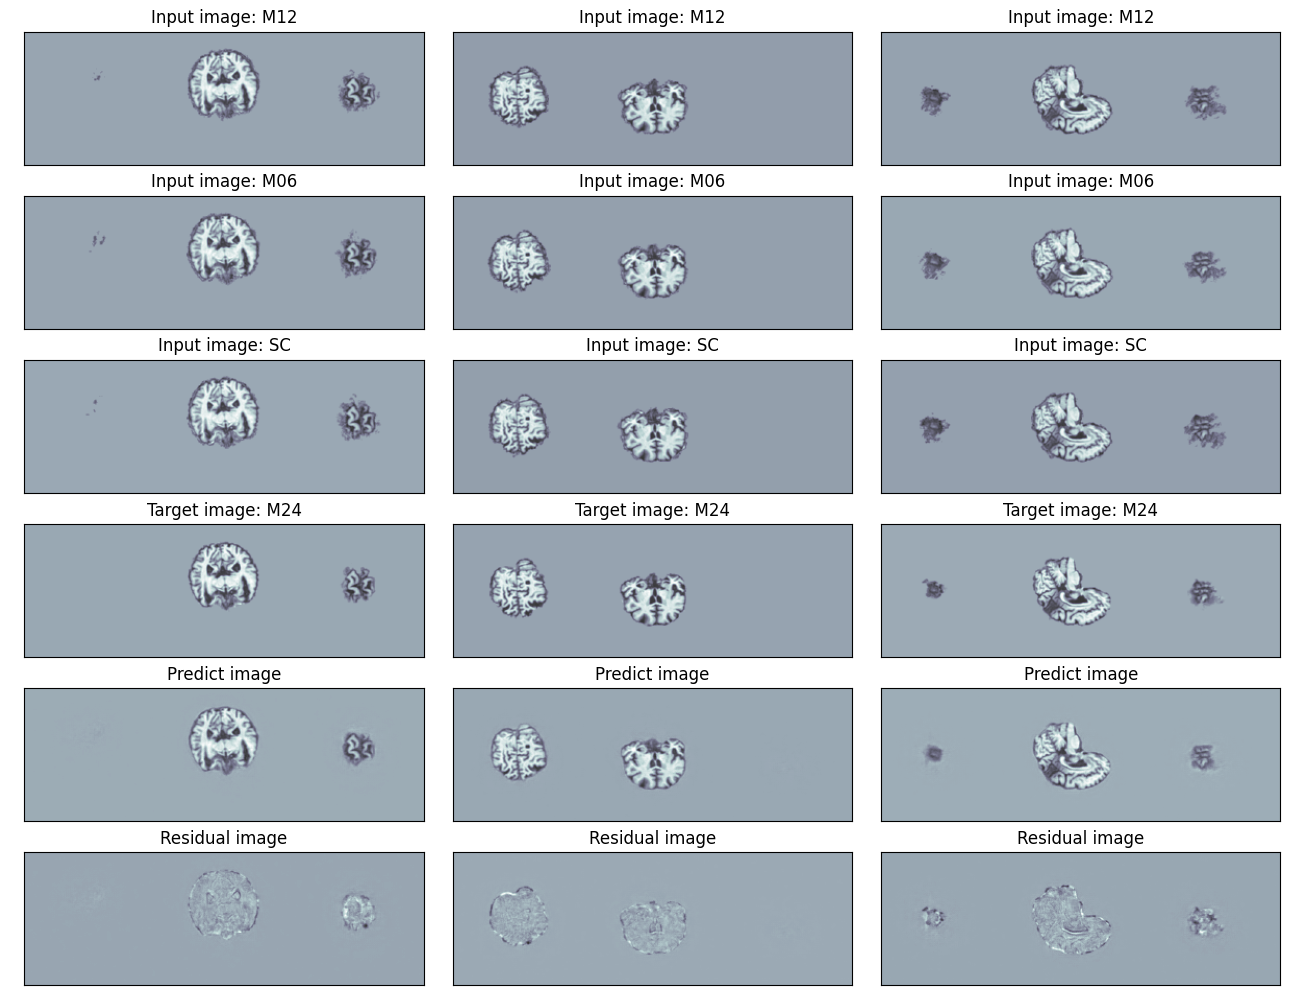 Input image: M12 Input image: M12 Input image: M12
Input image: M06 Input image: M06 Input image: M06
Input image: SC Input image: SC Input image: SC
Target image: M24 Target image: M24 Target image: M24
Predict image Predict image Predict image
Residual image Residual image Residual image